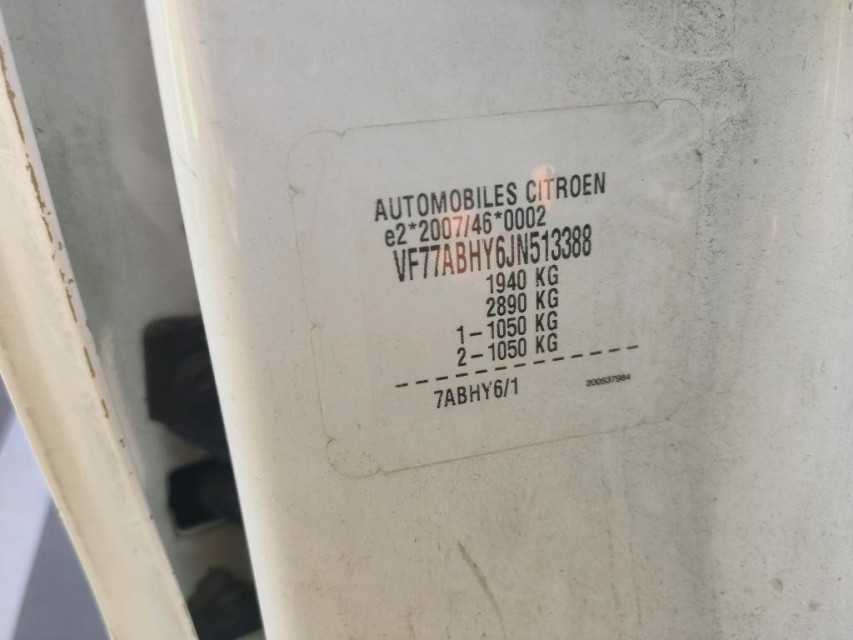 AUTOMOBILES CITROEN
e2*2007/46*0002
VF77ABHY6JN513388
1940 KG
2890 KG
1-1050 KG
2-1050 KG
7ABHY6/1
200537984